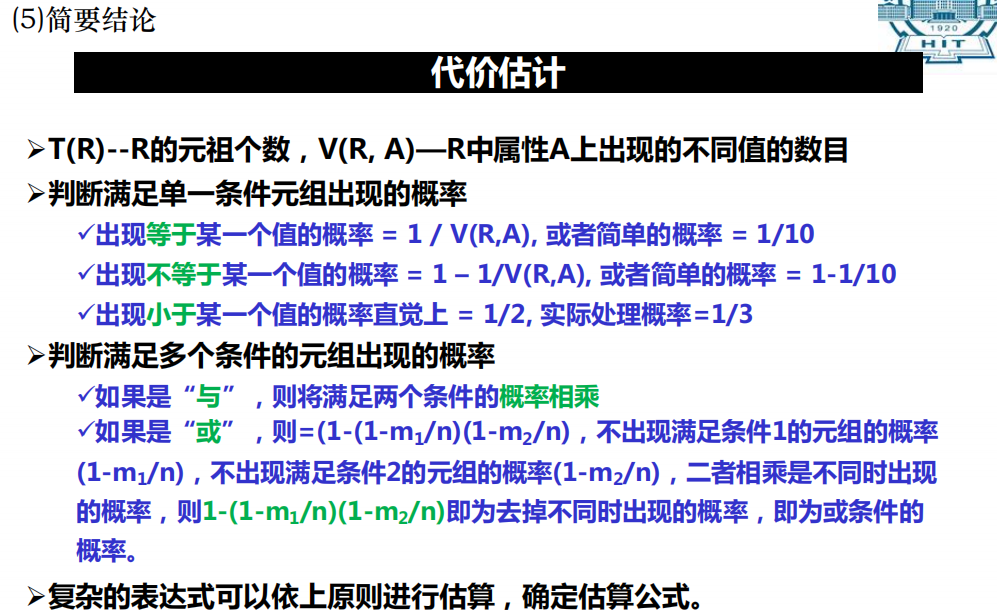 (5)简要结论
1920
HIT
代价估计
➢T(R)--R的元祖个数，V(R, A)—R中属性A上出现的不同值的数目
➢判断满足单一条件元组出现的概率
✓出现等于某一个值的概率 = 1 / V(R,A), 或者简单的概率 = 1/10
✓出现不等于某一个值的概率 = 1 – 1/V(R,A), 或者简单的概率 = 1-1/10
✓出现小于某一个值的概率直觉上 = 1/2, 实际处理概率=1/3
➢判断满足多个条件的元组出现的概率
✓如果是“与”，则将满足两个条件的概率相乘
✓如果是“或”，则=(1-(1-m₁/n)(1-m₂/n)，不出现满足条件1的元组的概率
(1-m₁/n)，不出现满足条件2的元组的概率(1-m₂/n)，二者相乘是不同时出现
的概率，则1-(1-m₁/n)(1-m₂/n)即为去掉不同时出现的概率，即为或条件的
概率。
➢复杂的表达式可以依上原则进行估算，确定估算公式。